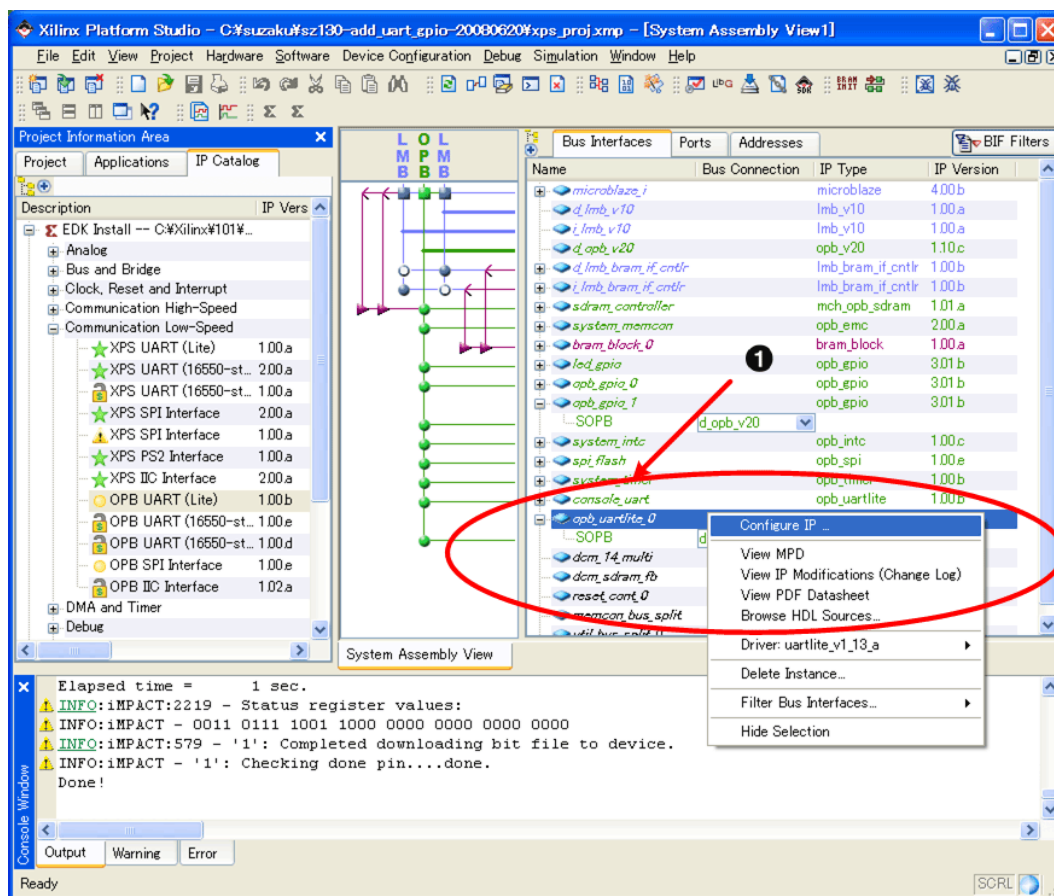 Xilinx Platform Studio - C:¥suzaku¥sz130-add_uart_gpio-20080620¥xps_proj.xmp - [System Assembly View1]
File Edit View Project Hardware Software Device Configuration Debug Simulation Window Help
Project Information Area
Project Applications IP Catalog
Description IP Vers
EDK Install -- C:¥Xilinx¥101¥...
Analog
Bus and Bridge
Clock, Reset and Interrupt
Communication High-Speed
Communication Low-Speed
XPS UART (Lite) 1.00.a
XPS UART (16550-st... 2.00.a
XPS UART (16550-st... 1.00.a
XPS SPI Interface 2.00.a
XPS SPI Interface 1.00.a
XPS PS2 Interface 1.00.a
XPS IIC Interface 2.00.a
OPB UART (Lite) 1.00.b
OPB UART (16550-st... 1.00.e
OPB UART (16550-st... 1.00.d
OPB SPI Interface 1.00.e
OPB IIC Interface 1.02.a
DMA and Timer
Debug
L O L
M P M
B B B
Bus Interfaces Ports Addresses BIF Filters
Name Bus Connection IP Type IP Version
microblaze_i microblaze 4.00.b
d_lmb_v10 lmb_v10 1.00.a
i_lmb_v10 lmb_v10 1.00.a
d_opb_v20 opb_v20 1.10.c
d_lmb_bram_if_cntlr lmb_bram_if_cntlr 1.00.b
i_lmb_bram_if_cntlr lmb_bram_if_cntlr 1.00.b
sdram_controller mch_opb_sdram 1.01.a
system_memcon opb_emc 2.00.a
bram_block_0 bram_block 1.00.a
led_gpio opb_gpio 3.01.b
opb_gpio_0 opb_gpio 3.01.b
opb_gpio_1 opb_gpio 3.01.b
SOPB d_opb_v20
system_intc opb_intc 1.00.c
spi_flash opb_spi 1.00.e
system_timer opb_timer 1.00.b
console_uart opb_uartlite 1.00.b
opb_uartlite_0
SOPB d
dcm_14_multi
dcm_sdram_fb
reset_cont_0
memcon_bus_split
util_bus_split_0
❶
Configure IP ...
View MPD
View IP Modifications (Change Log)
View PDF Datasheet
Browse HDL Sources...
Driver: uartlite_v1_13_a
Delete Instance...
Filter Bus Interfaces...
Hide Selection
System Assembly View
Elapsed time = 1 sec.
INFO:iMPACT:2219 - Status register values:
INFO:iMPACT - 0011 0111 1001 1000 0000 0000 0000 0000
INFO:iMPACT:579 - '1': Completed downloading bit file to device.
INFO:iMPACT - '1': Checking done pin....done.
Done!
Console Window
Output Warning Error
Ready SCRL